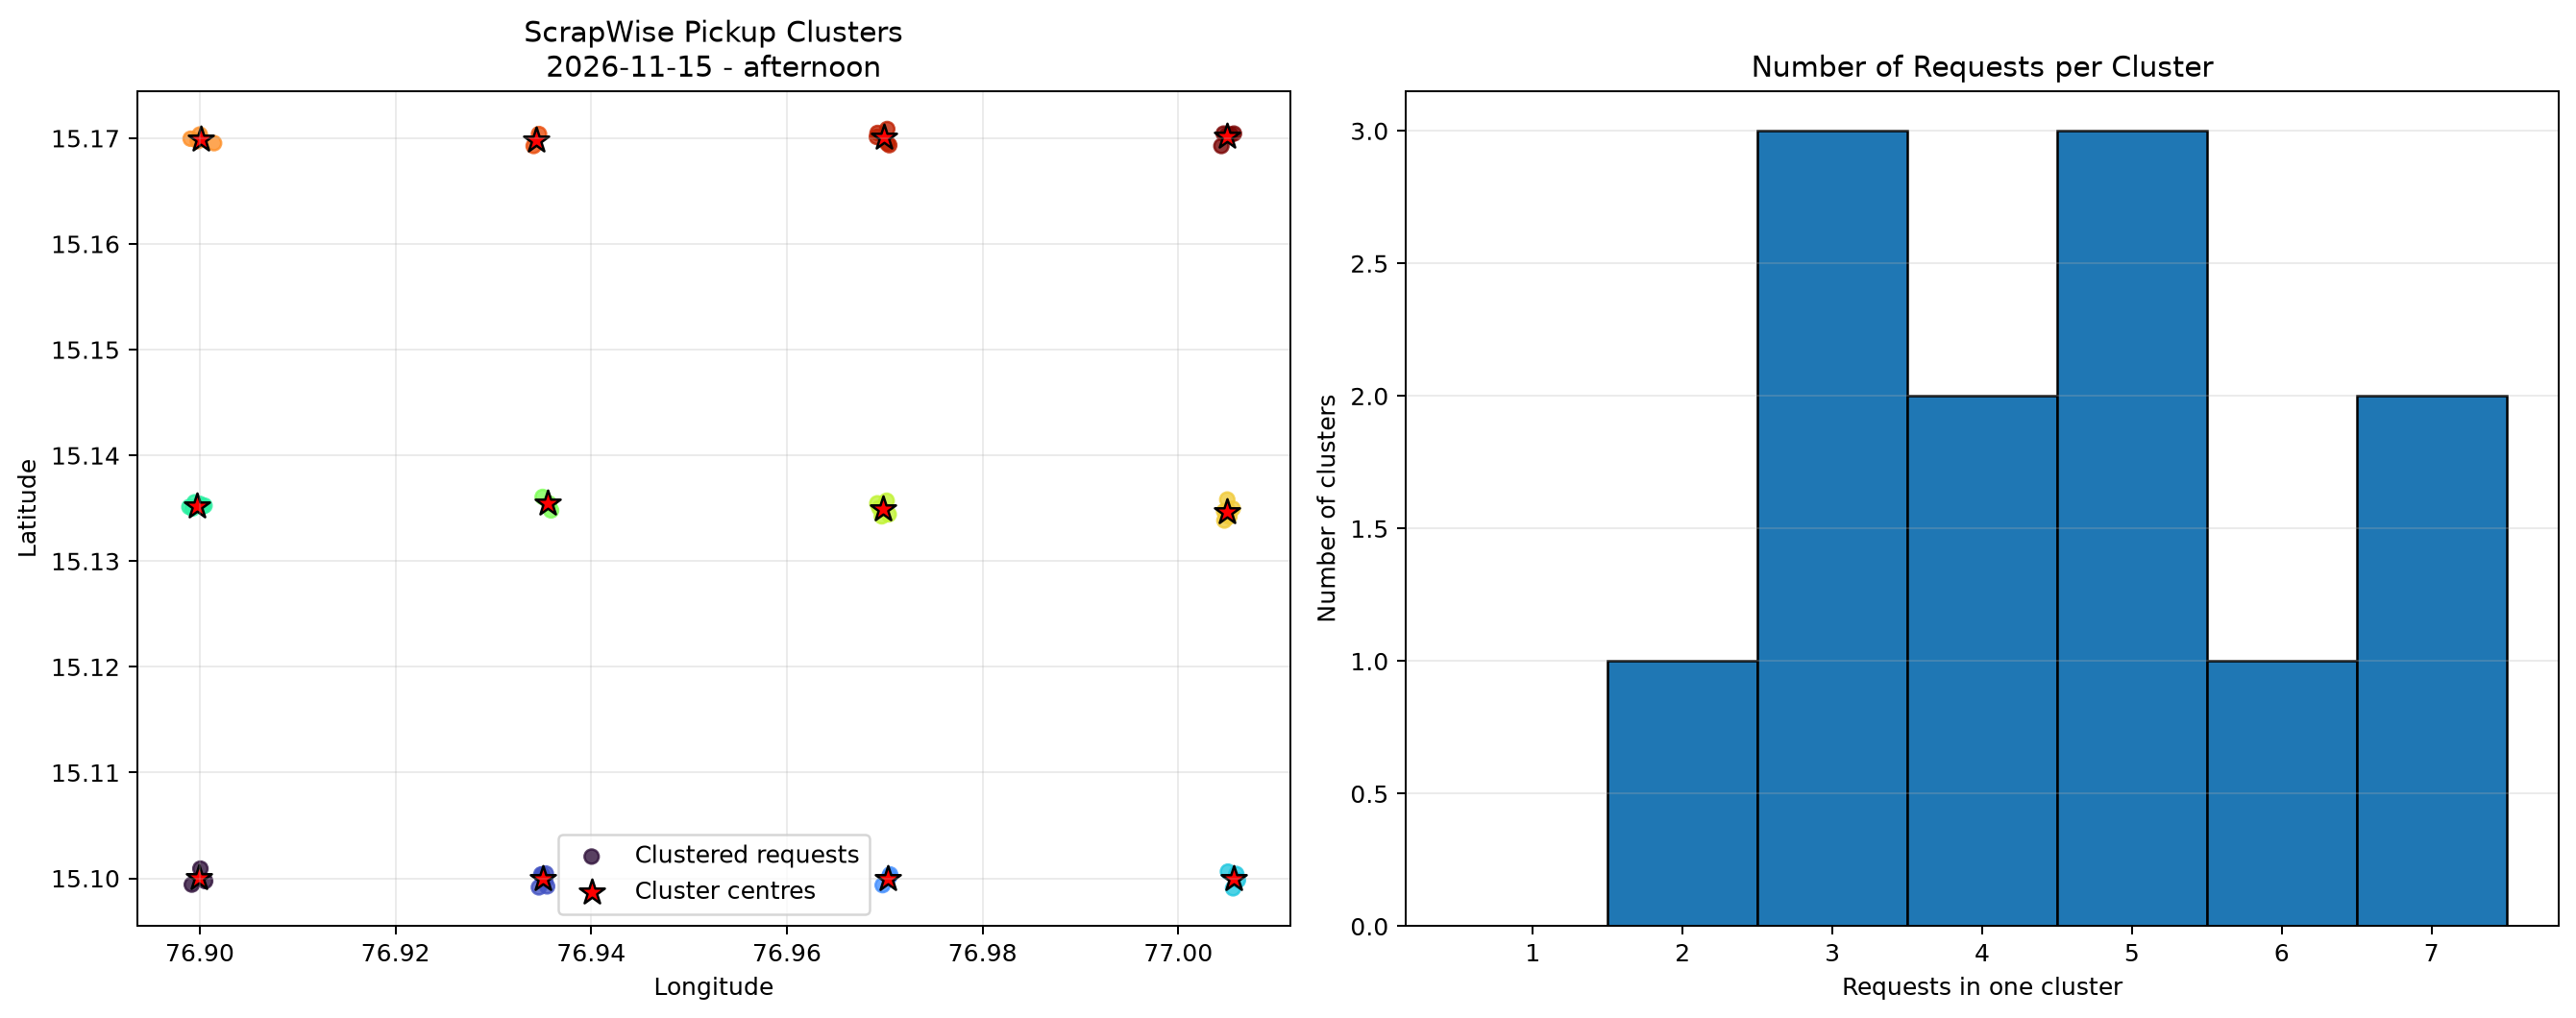 ScrapWise Pickup Clusters
2026-11-15 - afternoon
Latitude
15.17
15.16
15.15
15.14
15.13
15.12
15.11
15.10
Clustered requests
Cluster centres
76.90 76.92 76.94 76.96 76.98 77.00
Longitude
Number of Requests per Cluster
Number of clusters
3.0
2.5
2.0
1.5
1.0
0.5
0.0
1 2 3 4 5 6 7
Requests in one cluster